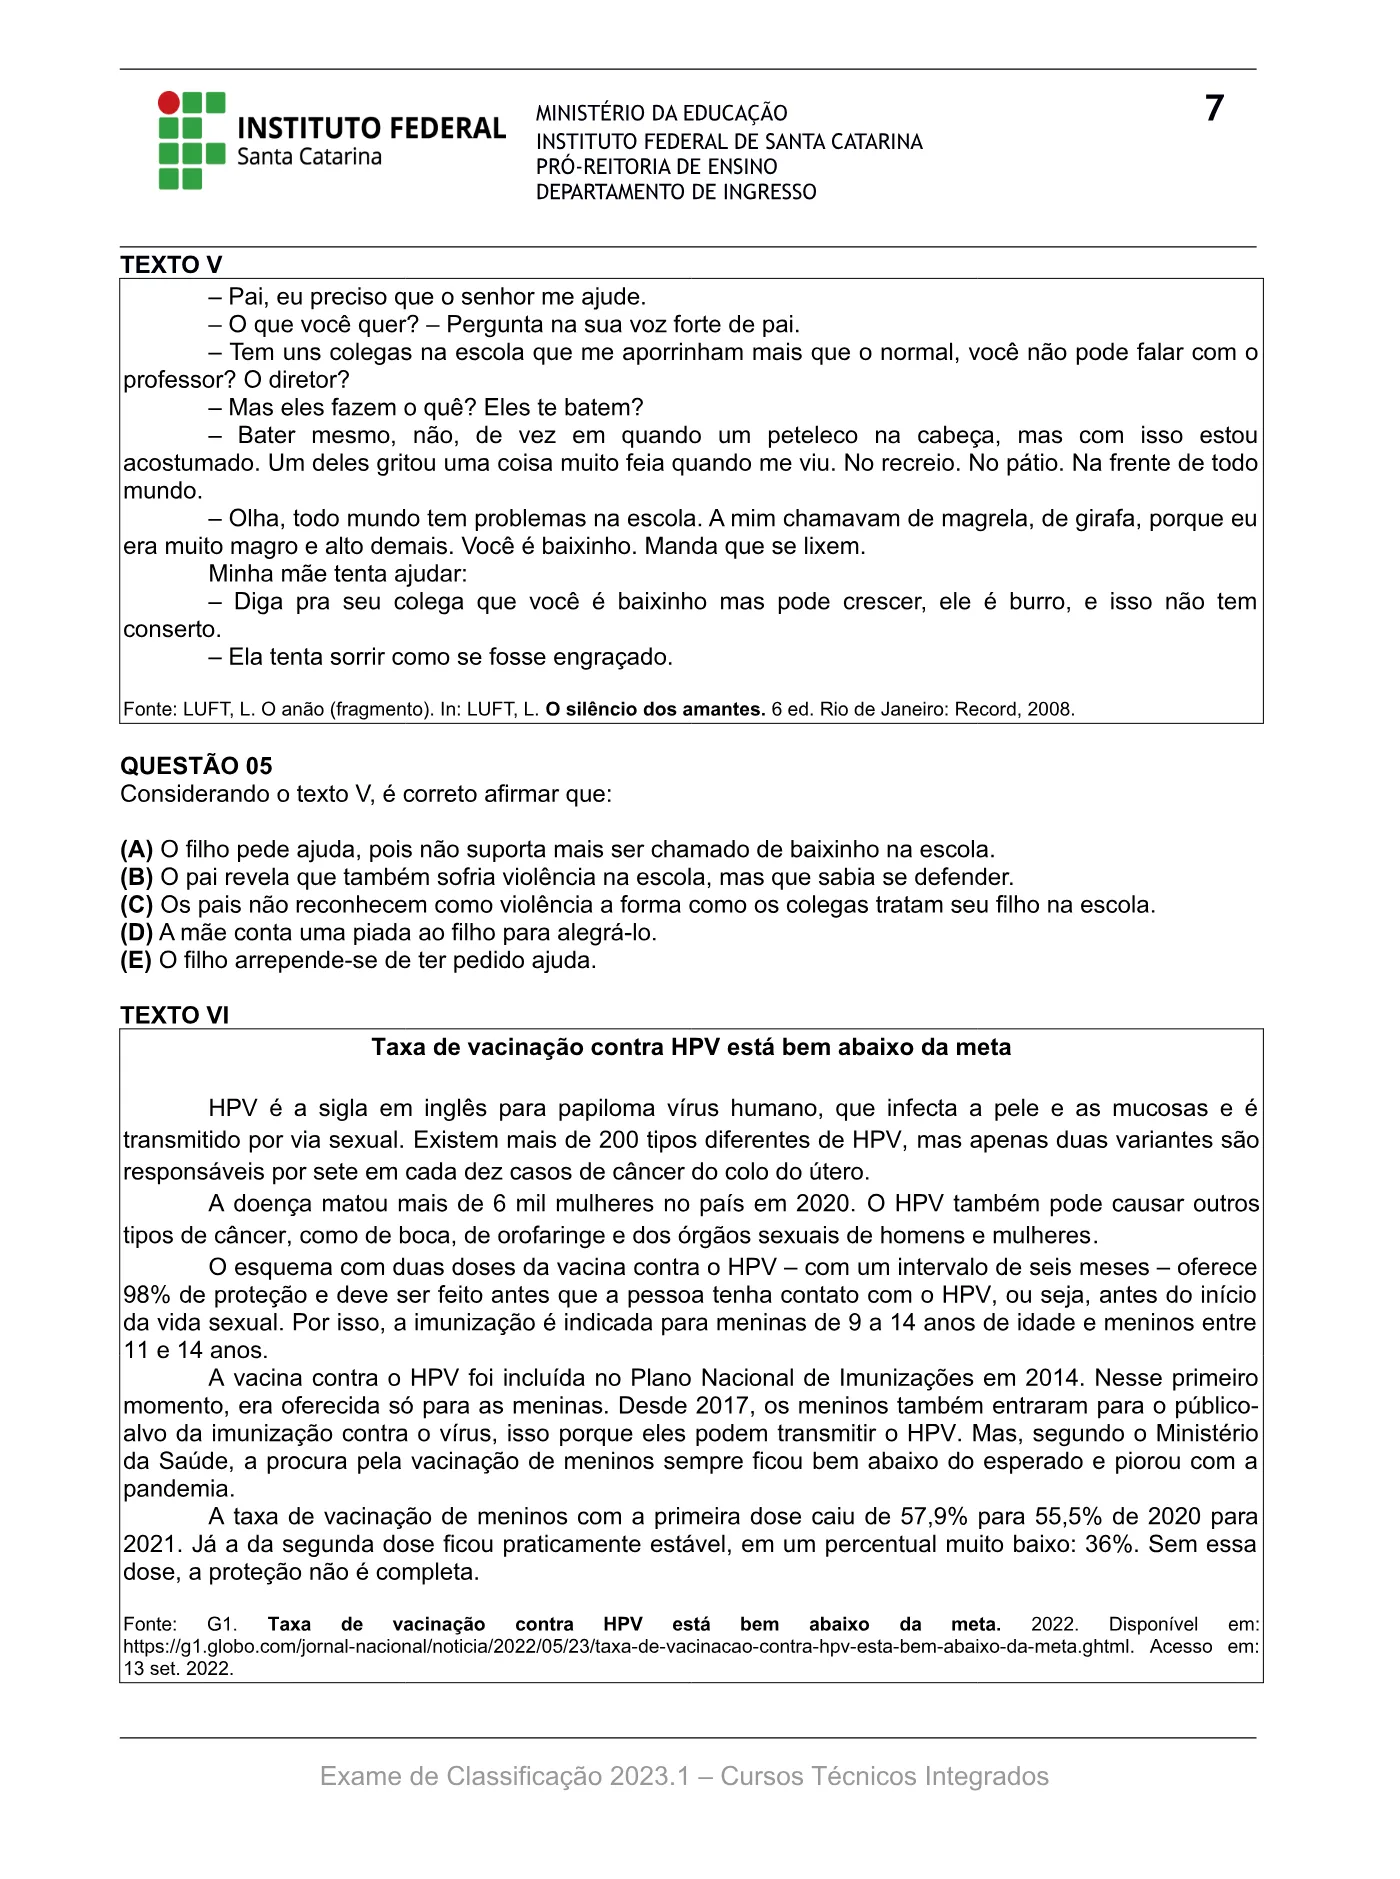 INSTITUTO FEDERAL
Santa Catarina
MINISTÉRIO DA EDUCAÇÃO
INSTITUTO FEDERAL DE SANTA CATARINA
PRÓ-REITORIA DE ENSINO
DEPARTAMENTO DE INGRESSO
7
TEXTO V
– Pai, eu preciso que o senhor me ajude.
– O que você quer? – Pergunta na sua voz forte de pai.
– Tem uns colegas na escola que me aporrinham mais que o normal, você não pode falar com o
professor? O diretor?
– Mas eles fazem o quê? Eles te batem?
– Bater mesmo, não, de vez em quando um peteleco na cabeça, mas com isso estou
acostumado. Um deles gritou uma coisa muito feia quando me viu. No recreio. No pátio. Na frente de todo
mundo.
– Olha, todo mundo tem problemas na escola. A mim chamavam de magrela, de girafa, porque eu
era muito magro e alto demais. Você é baixinho. Manda que se lixem.
Minha mãe tenta ajudar:
– Diga pra seu colega que você é baixinho mas pode crescer, ele é burro, e isso não tem
conserto.
– Ela tenta sorrir como se fosse engraçado.
Fonte: LUFT, L. O anão (fragmento). In: LUFT, L. O silêncio dos amantes. 6 ed. Rio de Janeiro: Record, 2008.
QUESTÃO 05
Considerando o texto V, é correto afirmar que:
(A) O filho pede ajuda, pois não suporta mais ser chamado de baixinho na escola.
(B) O pai revela que também sofria violência na escola, mas que sabia se defender.
(C) Os pais não reconhecem como violência a forma como os colegas tratam seu filho na escola.
(D) A mãe conta uma piada ao filho para alegrá-lo.
(E) O filho arrepende-se de ter pedido ajuda.
TEXTO VI
Taxa de vacinação contra HPV está bem abaixo da meta
HPV é a sigla em inglês para papiloma vírus humano, que infecta a pele e as mucosas e é
transmitido por via sexual. Existem mais de 200 tipos diferentes de HPV, mas apenas duas variantes são
responsáveis por sete em cada dez casos de câncer do colo do útero.
A doença matou mais de 6 mil mulheres no país em 2020. O HPV também pode causar outros
tipos de câncer, como de boca, de orofaringe e dos órgãos sexuais de homens e mulheres.
O esquema com duas doses da vacina contra o HPV – com um intervalo de seis meses – oferece
98% de proteção e deve ser feito antes que a pessoa tenha contato com o HPV, ou seja, antes do início
da vida sexual. Por isso, a imunização é indicada para meninas de 9 a 14 anos de idade e meninos entre
11 e 14 anos.
A vacina contra o HPV foi incluída no Plano Nacional de Imunizações em 2014. Nesse primeiro
momento, era oferecida só para as meninas. Desde 2017, os meninos também entraram para o público-
alvo da imunização contra o vírus, isso porque eles podem transmitir o HPV. Mas, segundo o Ministério
da Saúde, a procura pela vacinação de meninos sempre ficou bem abaixo do esperado e piorou com a
pandemia.
A taxa de vacinação de meninos com a primeira dose caiu de 57,9% para 55,5% de 2020 para
2021. Já a da segunda dose ficou praticamente estável, em um percentual muito baixo: 36%. Sem essa
dose, a proteção não é completa.
Fonte: G1. Taxa de vacinação contra HPV está bem abaixo da meta. 2022. Disponível em:
https://g1.globo.com/jornal-nacional/noticia/2022/05/23/taxa-de-vacinacao-contra-hpv-esta-bem-abaixo-da-meta.ghtml. Acesso em:
13 set. 2022.
Exame de Classificação 2023.1 – Cursos Técnicos Integrados